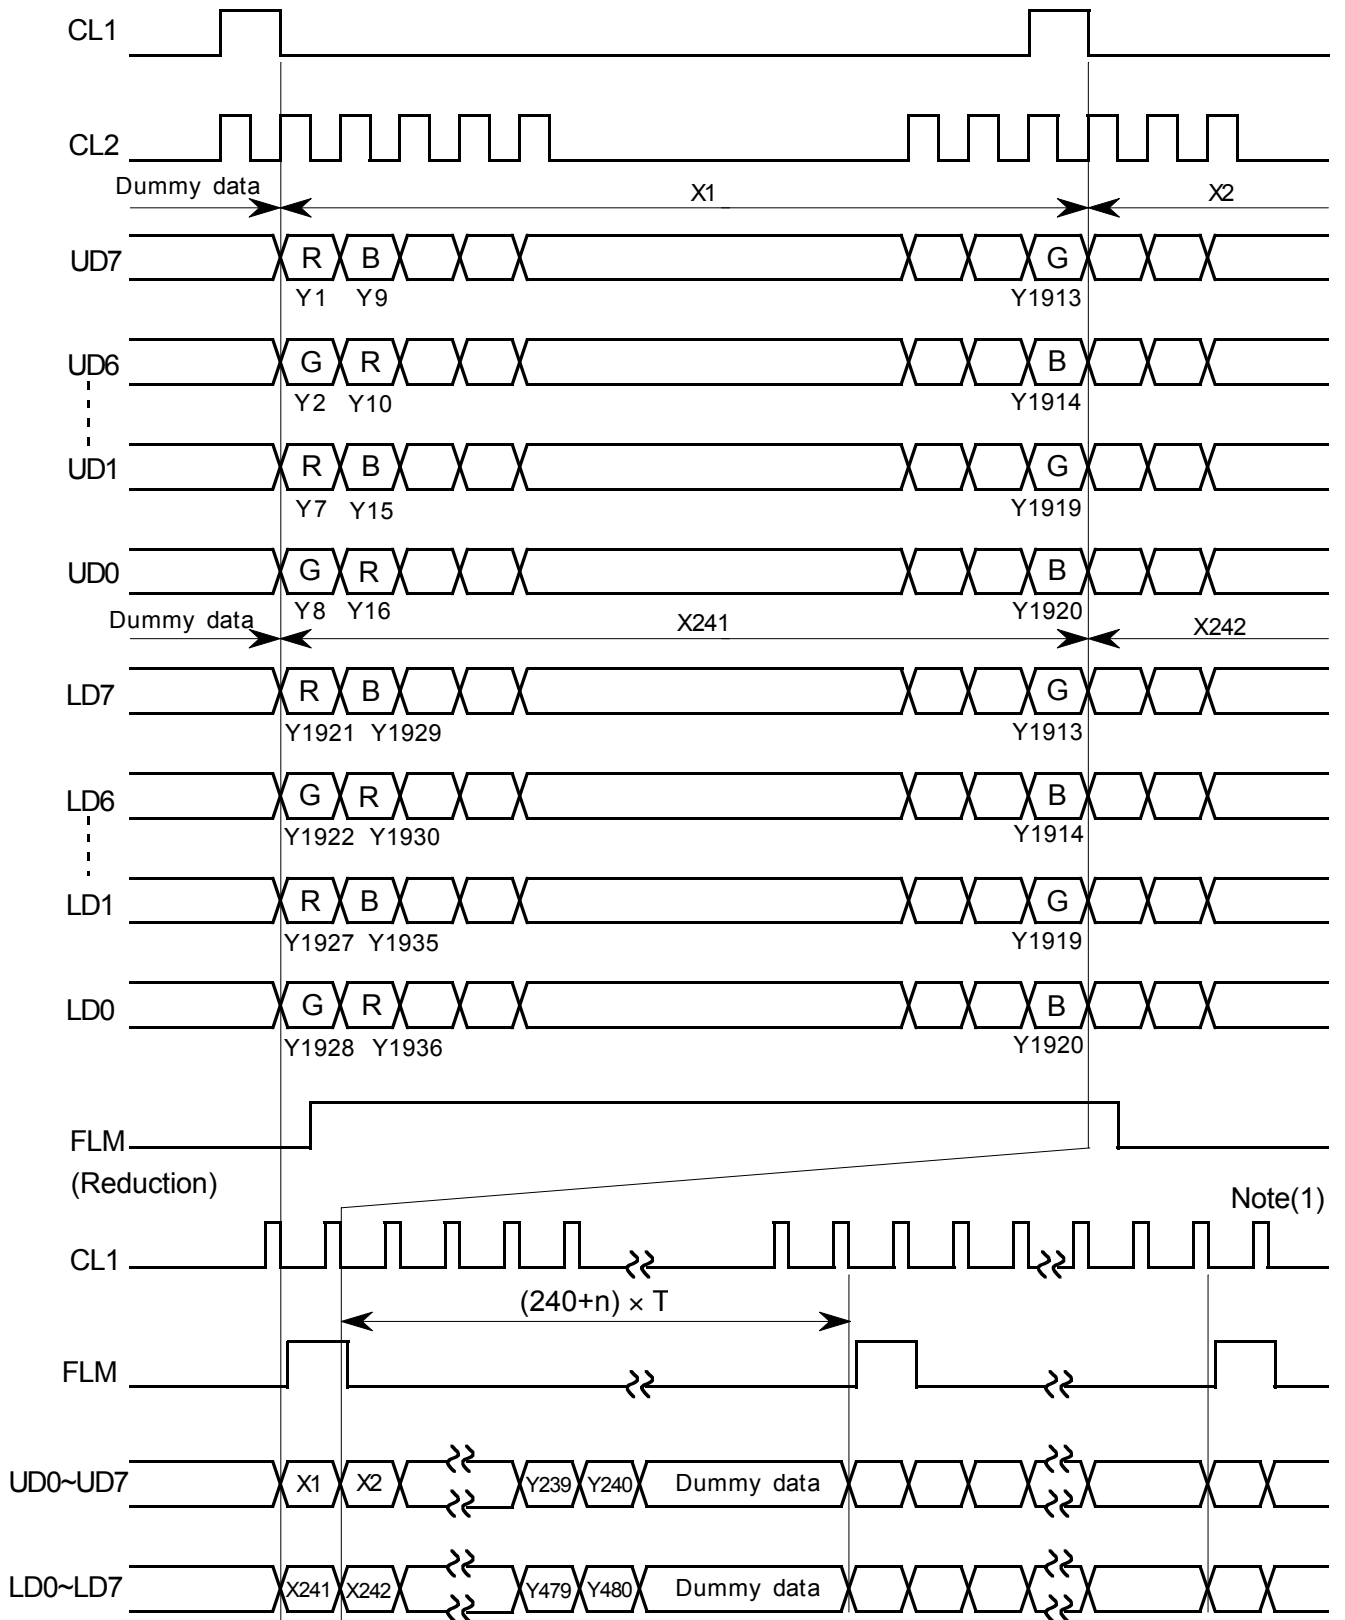 CL1
CL2
Dummy data X1 X2
UD7 R B G
Y1 Y9 Y1913
UD6 G R B
Y2 Y10 Y1914
UD1 R B G
Y7 Y15 Y1919
UD0 G R B
Y8 Y16 Y1920
Dummy data X241 X242
LD7 R B G
Y1921 Y1929 Y1913
LD6 G R B
Y1922 Y1930 Y1914
LD1 R B G
Y1927 Y1935 Y1919
LD0 G R B
Y1928 Y1936 Y1920
FLM
(Reduction)
Note(1)
CL1
(240+n) × T
FLM
UD0~UD7 X1 X2 Y239 Y240 Dummy data
LD0~LD7 X241 X242 Y479 Y480 Dummy data